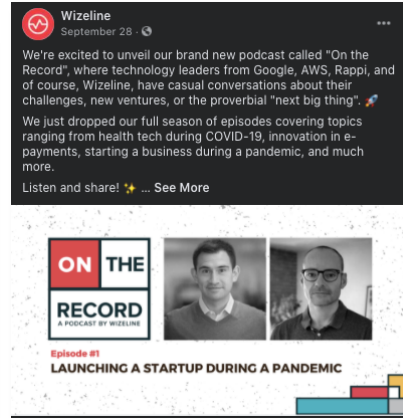 Wizeline
September 28 ·
We're excited to unveil our brand new podcast called "On the
Record", where technology leaders from Google, AWS, Rappi, and
of course, Wizeline, have casual conversations about their
challenges, new ventures, or the proverbial "next big thing". 🚀
We just dropped our full season of episodes covering topics
ranging from health tech during COVID-19, innovation in e-
payments, starting a business during a pandemic, and much
more.
Listen and share! ✨ ... See More
ON THE
RECORD
A PODCAST BY WIZELINE
Episode #1
LAUNCHING A STARTUP DURING A PANDEMIC